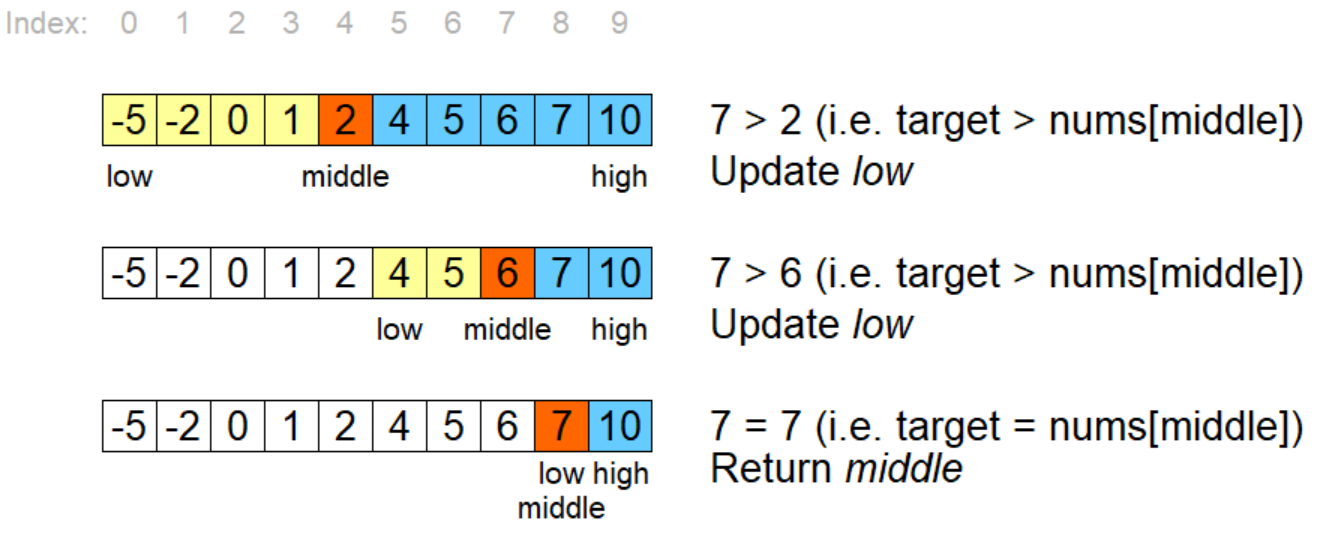 Index: 0 1 2 3 4 5 6 7 8 9
-5 -2 0 1 2 4 5 6 7 10
7 > 2 (i.e. target > nums[middle])
low middle high
Update low
-5 -2 0 1 2 4 5 6 7 10
7 > 6 (i.e. target > nums[middle])
low middle high
Update low
-5 -2 0 1 2 4 5 6 7 10
7 = 7 (i.e. target = nums[middle])
low high
Return middle
middle